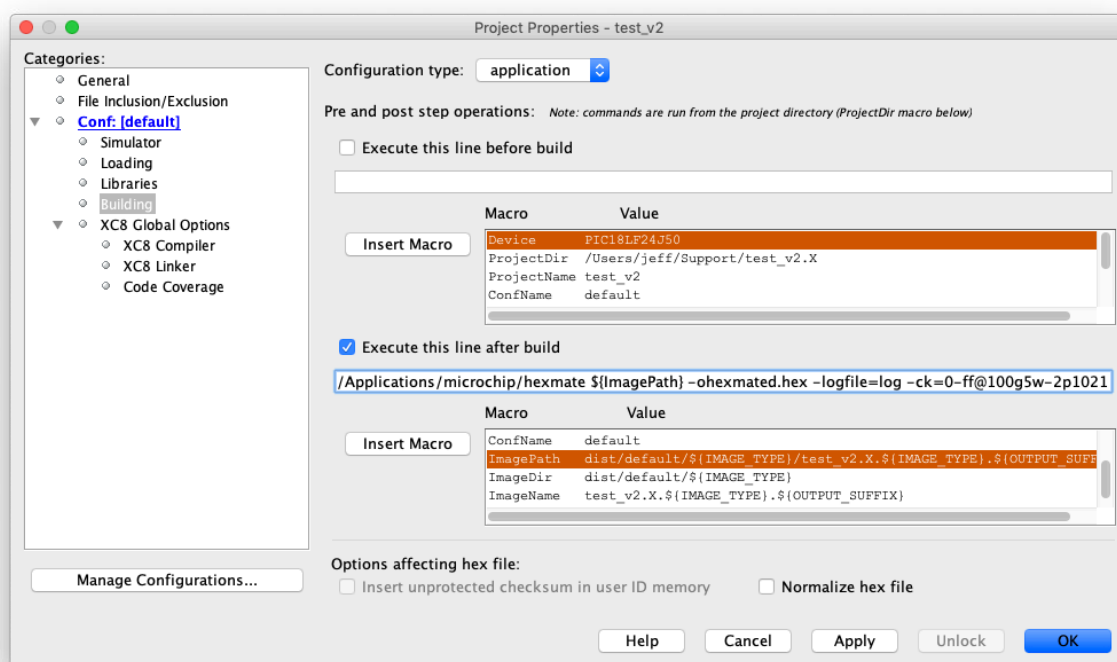 Project Properties - test_v2
Categories:
General
File Inclusion/Exclusion
Conf: [default]
Simulator
Loading
Libraries
Building
XC8 Global Options
XC8 Compiler
XC8 Linker
Code Coverage
Manage Configurations...
Configuration type: application
Pre and post step operations: Note: commands are run from the project directory (ProjectDir macro below)
Execute this line before build
Macro Value
Insert Macro
Device PIC18LF24J50
ProjectDir /Users/jeff/Support/test_v2.X
ProjectName test_v2
ConfName default
Execute this line after build
/Applications/microchip/hexmate ${ImagePath} -ohexmated.hex -logfile=log -ck=0-ff@100g5w-2p1021
Macro Value
Insert Macro
ConfName default
ImagePath dist/default/${IMAGE_TYPE}/test_v2.X.${IMAGE_TYPE}.${OUTPUT_SUFF
ImageDir dist/default/${IMAGE_TYPE}
ImageName test_v2.X.${IMAGE_TYPE}.${OUTPUT_SUFFIX}
Options affecting hex file:
Insert unprotected checksum in user ID memory Normalize hex file
Help Cancel Apply Unlock OK